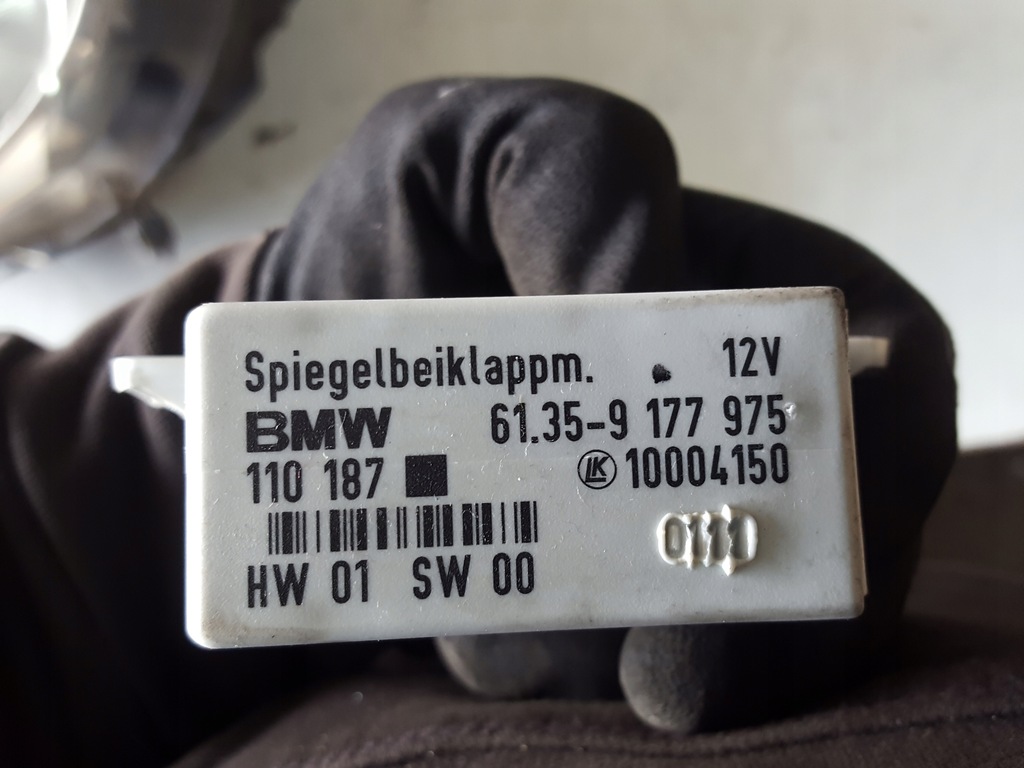 Spiegelbeiklappm. 12V
BMW 61.35-9 177 975
110 187 LK 10004150
HW 01 SW 00